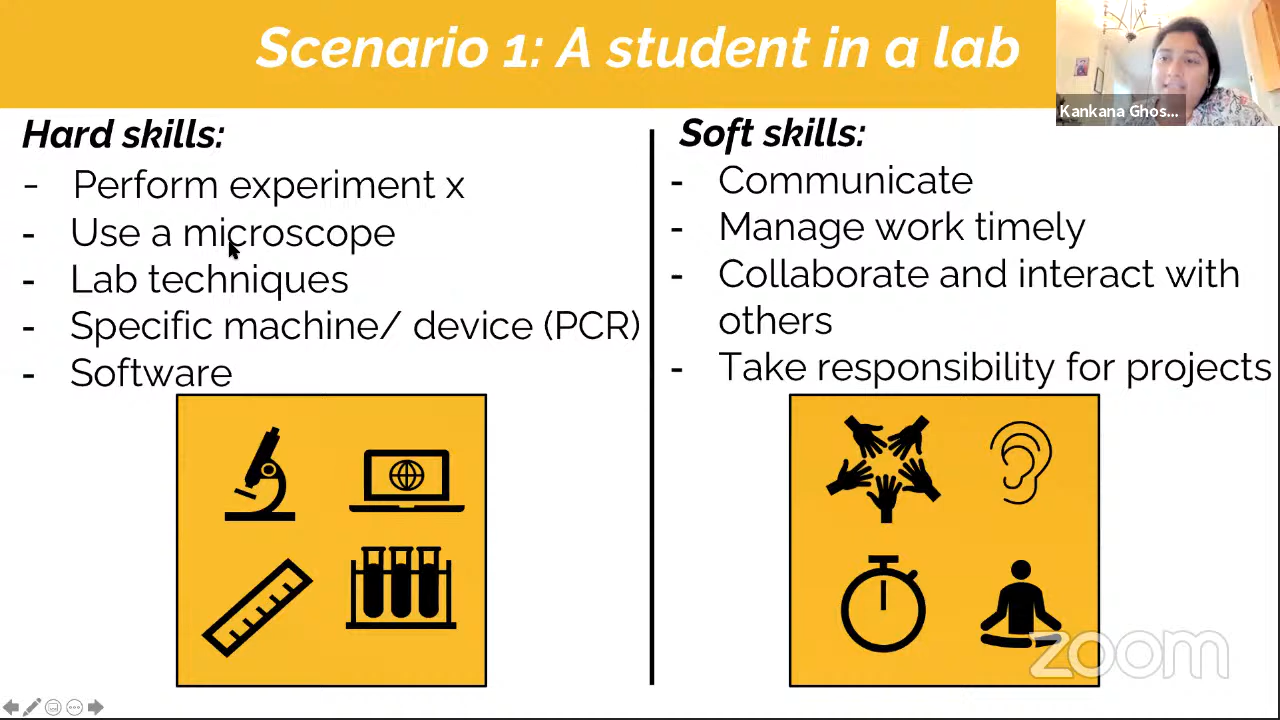 Scenario 1: A student in a lab
Kankana Ghos...
Hard skills:
- Perform experiment x
- Use a microscope
- Lab techniques
- Specific machine/ device (PCR)
- Software
Soft skills:
- Communicate
- Manage work timely
- Collaborate and interact with
others
- Take responsibility for projects
zoom